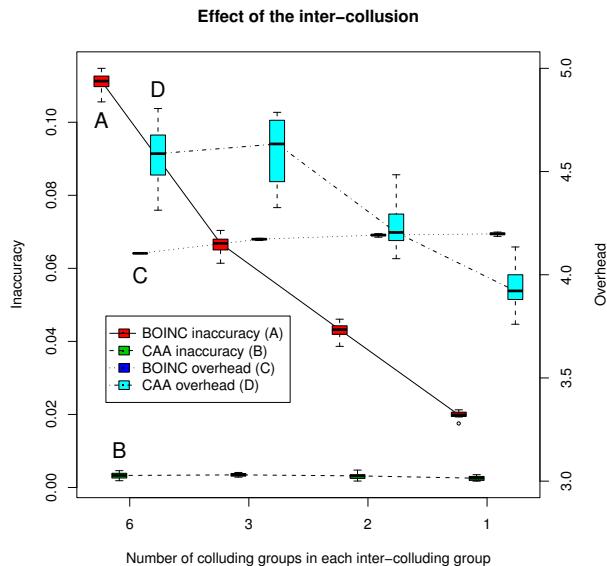 Effect of the inter−collusion
Inaccuracy
0.00
0.02
0.04
0.06
0.08
0.10
A
D
C
B
BOINC inaccuracy (A)
CAA inaccuracy (B)
BOINC overhead (C)
CAA overhead (D)
3.0
3.5
4.0
4.5
5.0
Overhead
6 3 2 1
Number of colluding groups in each inter−colluding group